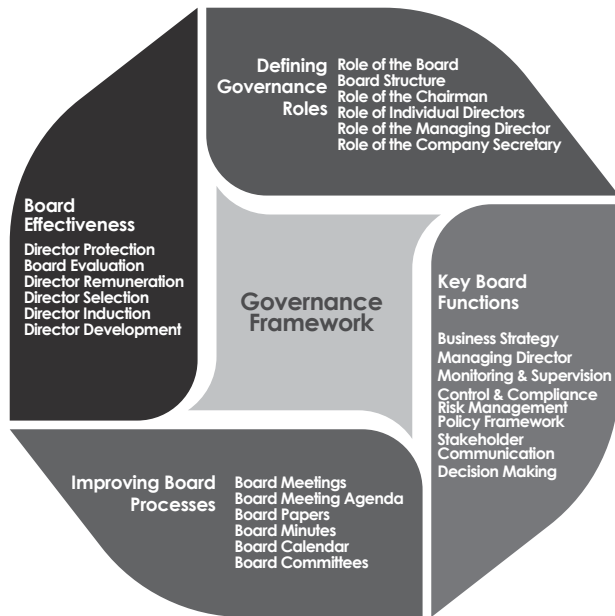 Defining
Governance
Roles
Role of the Board
Board Structure
Role of the Chairman
Role of Individual Directors
Role of the Managing Director
Role of the Company Secretary
Board
Effectiveness
Director Protection
Board Evaluation
Director Remuneration
Director Selection
Director Induction
Director Development
Governance
Framework
Key Board
Functions
Business Strategy
Managing Director
Monitoring & Supervision
Control & Compliance
Risk Management
Policy Framework
Stakeholder
Communication
Decision Making
Improving Board
Processes
Board Meetings
Board Meeting Agenda
Board Papers
Board Minutes
Board Calendar
Board Committees